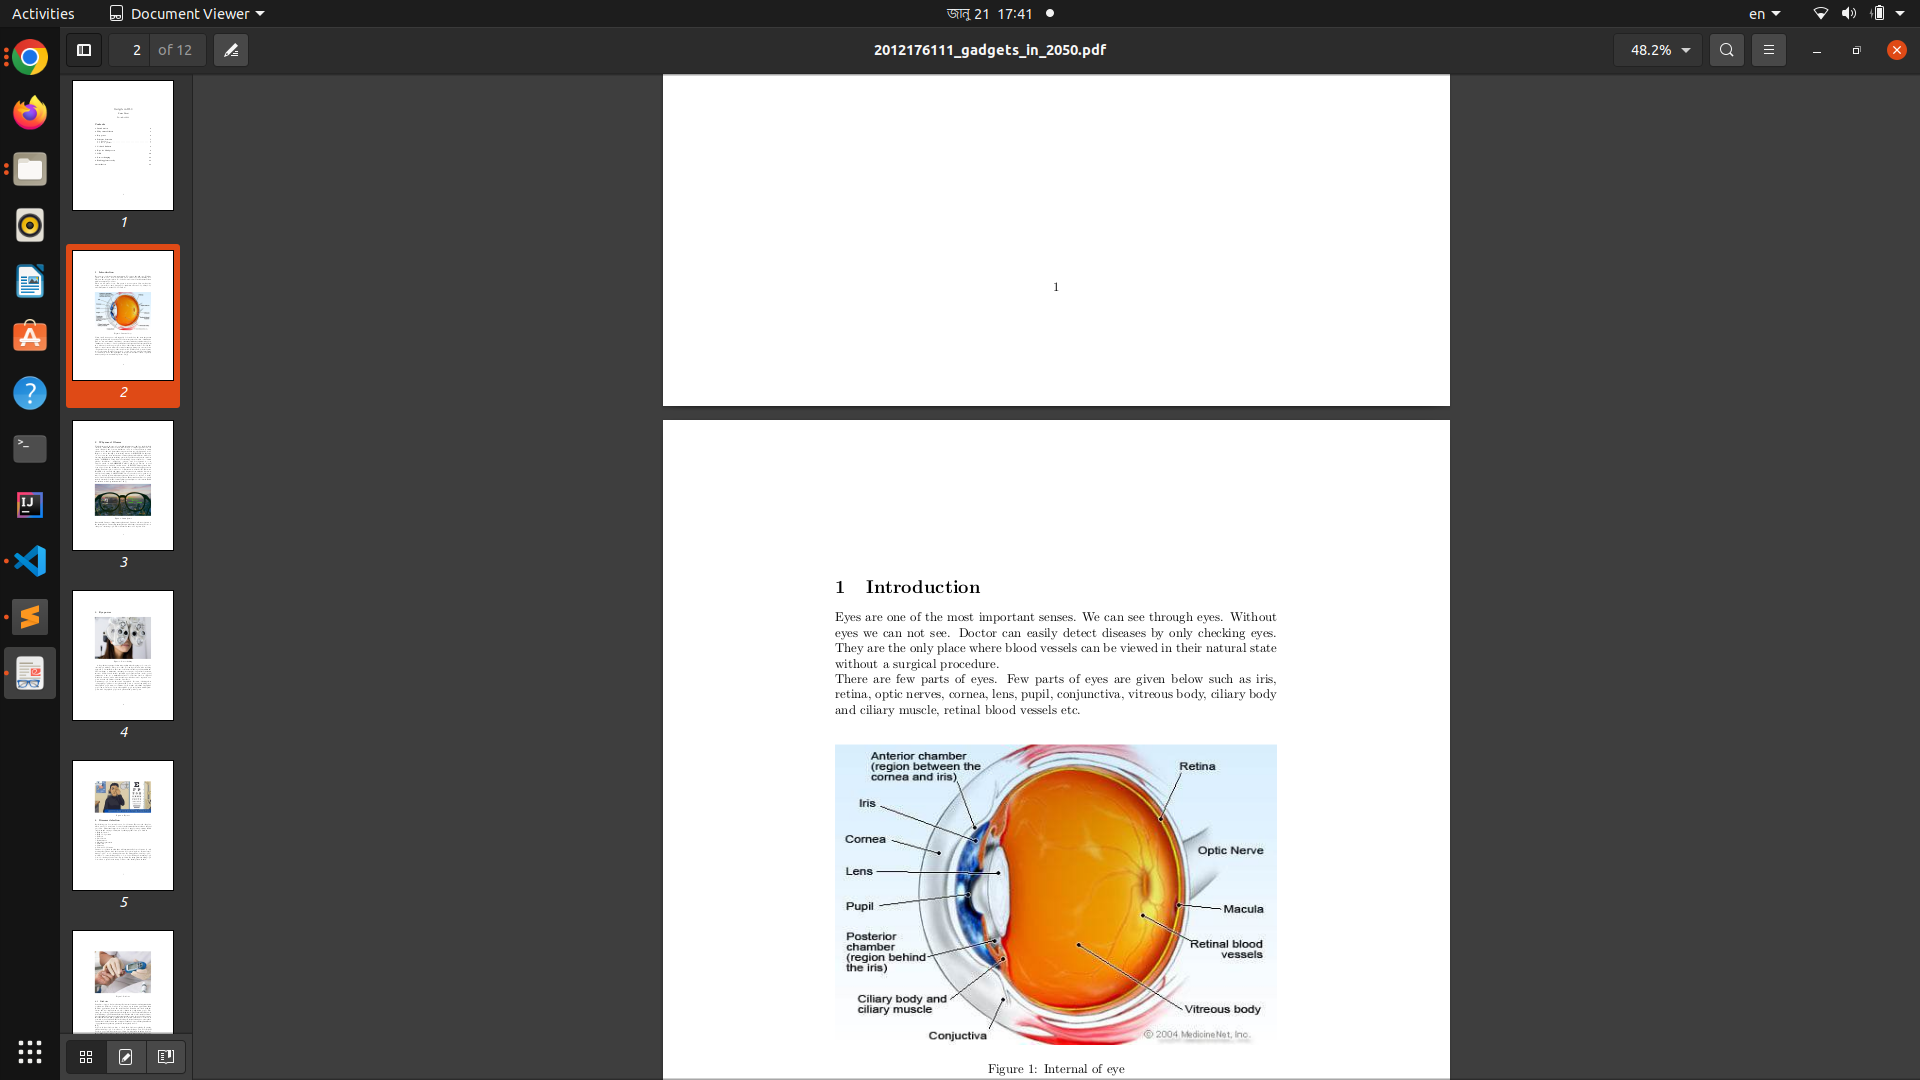 Activities
Document Viewer
জানু 21 17:41
en
2
of 12
2012176111_gadgets_in_2050.pdf
48.2%
1
2
3
4
5
1
1 Introduction
Eyes are one of the most important senses. We can see through eyes. Without
eyes we can not see. Doctor can easily detect diseases by only checking eyes.
They are the only place where blood vessels can be viewed in their natural state
without a surgical procedure.
There are few parts of eyes. Few parts of eyes are given below such as iris,
retina, optic nerves, cornea, lens, pupil, conjunctiva, vitreous body, ciliary body
and ciliary muscle, retinal blood vessels etc.
Anterior chamber
(region between the
cornea and iris)
Iris
Cornea
Lens
Pupil
Posterior
chamber
(region behind
the iris)
Ciliary body and
ciliary muscle
Conjuctiva
Retina
Optic Nerve
Macula
Retinal blood
vessels
Vitreous body
© 2004 MedicineNet, Inc.
Figure 1: Internal of eye